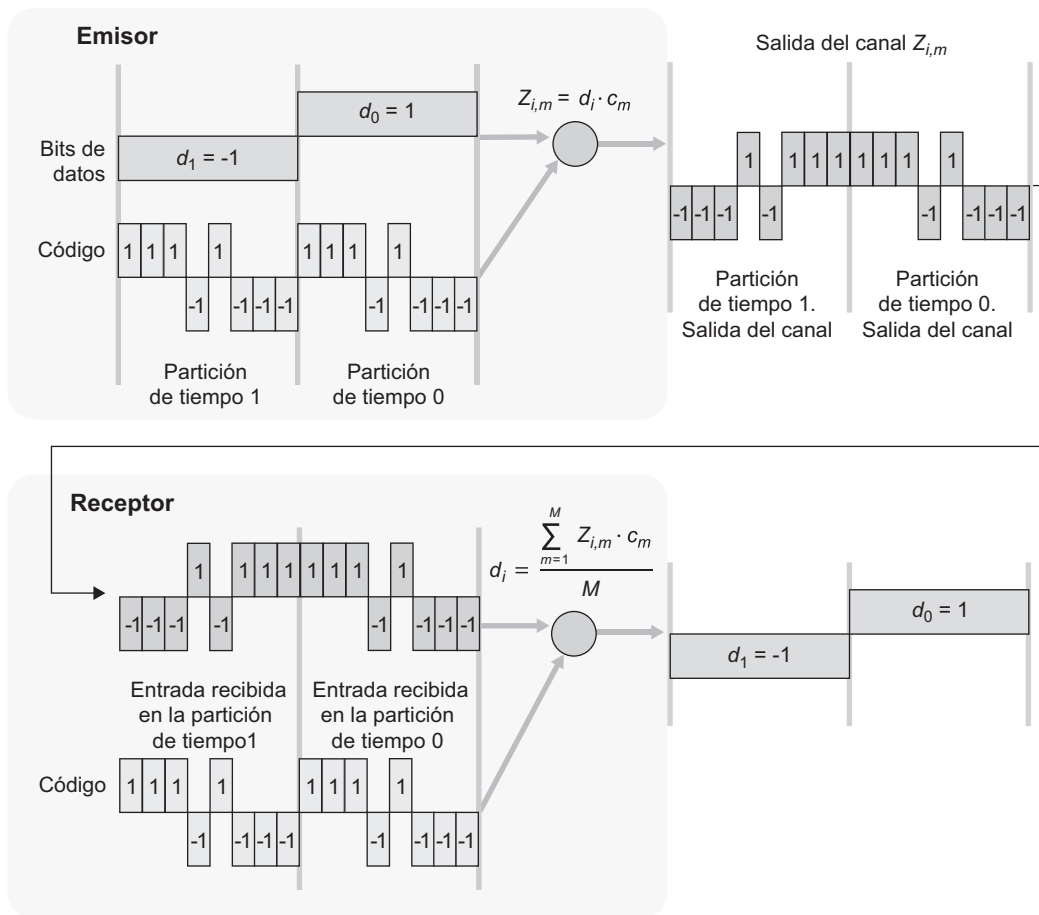 Emisor
Salida del canal Z_{i,m}
Z_{i,m} = d_i · c_m
d_0 = 1
Bits de
datos
d_1 = -1
1 1 1 1 1 1 1 1
-1 -1 -1 -1 -1 -1 -1 -1
Código
1 1 1 -1 1 -1 -1 -1 1 1 1 -1 1 -1 -1 -1
Partición
de tiempo 1
Partición
de tiempo 0
Partición
de tiempo 1.
Salida del canal
Partición
de tiempo 0.
Salida del canal
Receptor
d_i = \frac{\sum_{m=1}^{M} Z_{i,m} · c_m}{M}
-1 -1 -1 1 -1 1 1 1 1 1 1 -1 1 -1 -1 -1
d_0 = 1
d_1 = -1
Entrada recibida
en la partición
de tiempo1
Entrada recibida
en la partición
de tiempo 0
Código
1 1 1 -1 1 -1 -1 -1 1 1 1 -1 1 -1 -1 -1